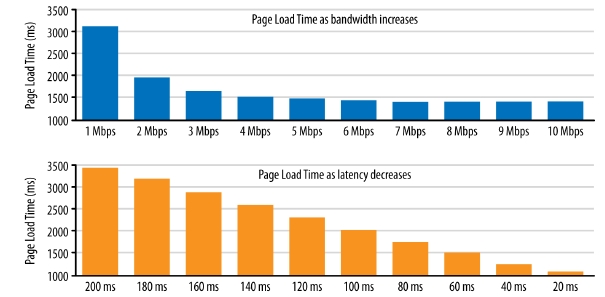 Page Load Time as bandwidth increases
Page Load Time (ms)
3500
3000
2500
2000
1500
1000
1 Mbps 2 Mbps 3 Mbps 4 Mbps 5 Mbps 6 Mbps 7 Mbps 8 Mbps 9 Mbps 10 Mbps
Page Load Time as latency decreases
Page Load Time (ms)
3500
3000
2500
2000
1500
1000
200 ms 180 ms 160 ms 140 ms 120 ms 100 ms 80 ms 60 ms 40 ms 20 ms